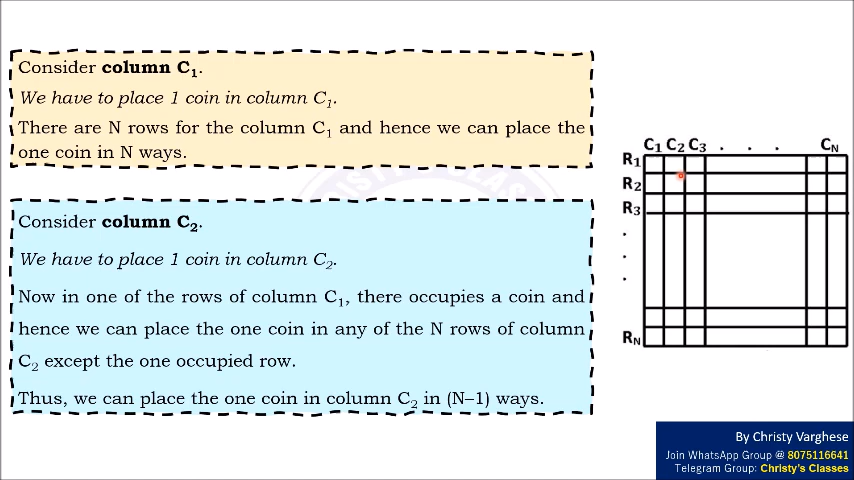 Consider column C₁.
We have to place 1 coin in column C₁.
There are N rows for the column C₁ and hence we can place the
one coin in N ways.
Consider column C₂.
We have to place 1 coin in column C₂.
Now in one of the rows of column C₁, there occupies a coin and
hence we can place the one coin in any of the N rows of column
C₂ except the one occupied row.
Thus, we can place the one coin in column C₂ in (N–1) ways.
C₁ C₂ C₃ . . . C_N
R₁
R₂
R₃
.
.
.
R_N
By Christy Varghese
Join WhatsApp Group @ 8075116641
Telegram Group: Christy's Classes